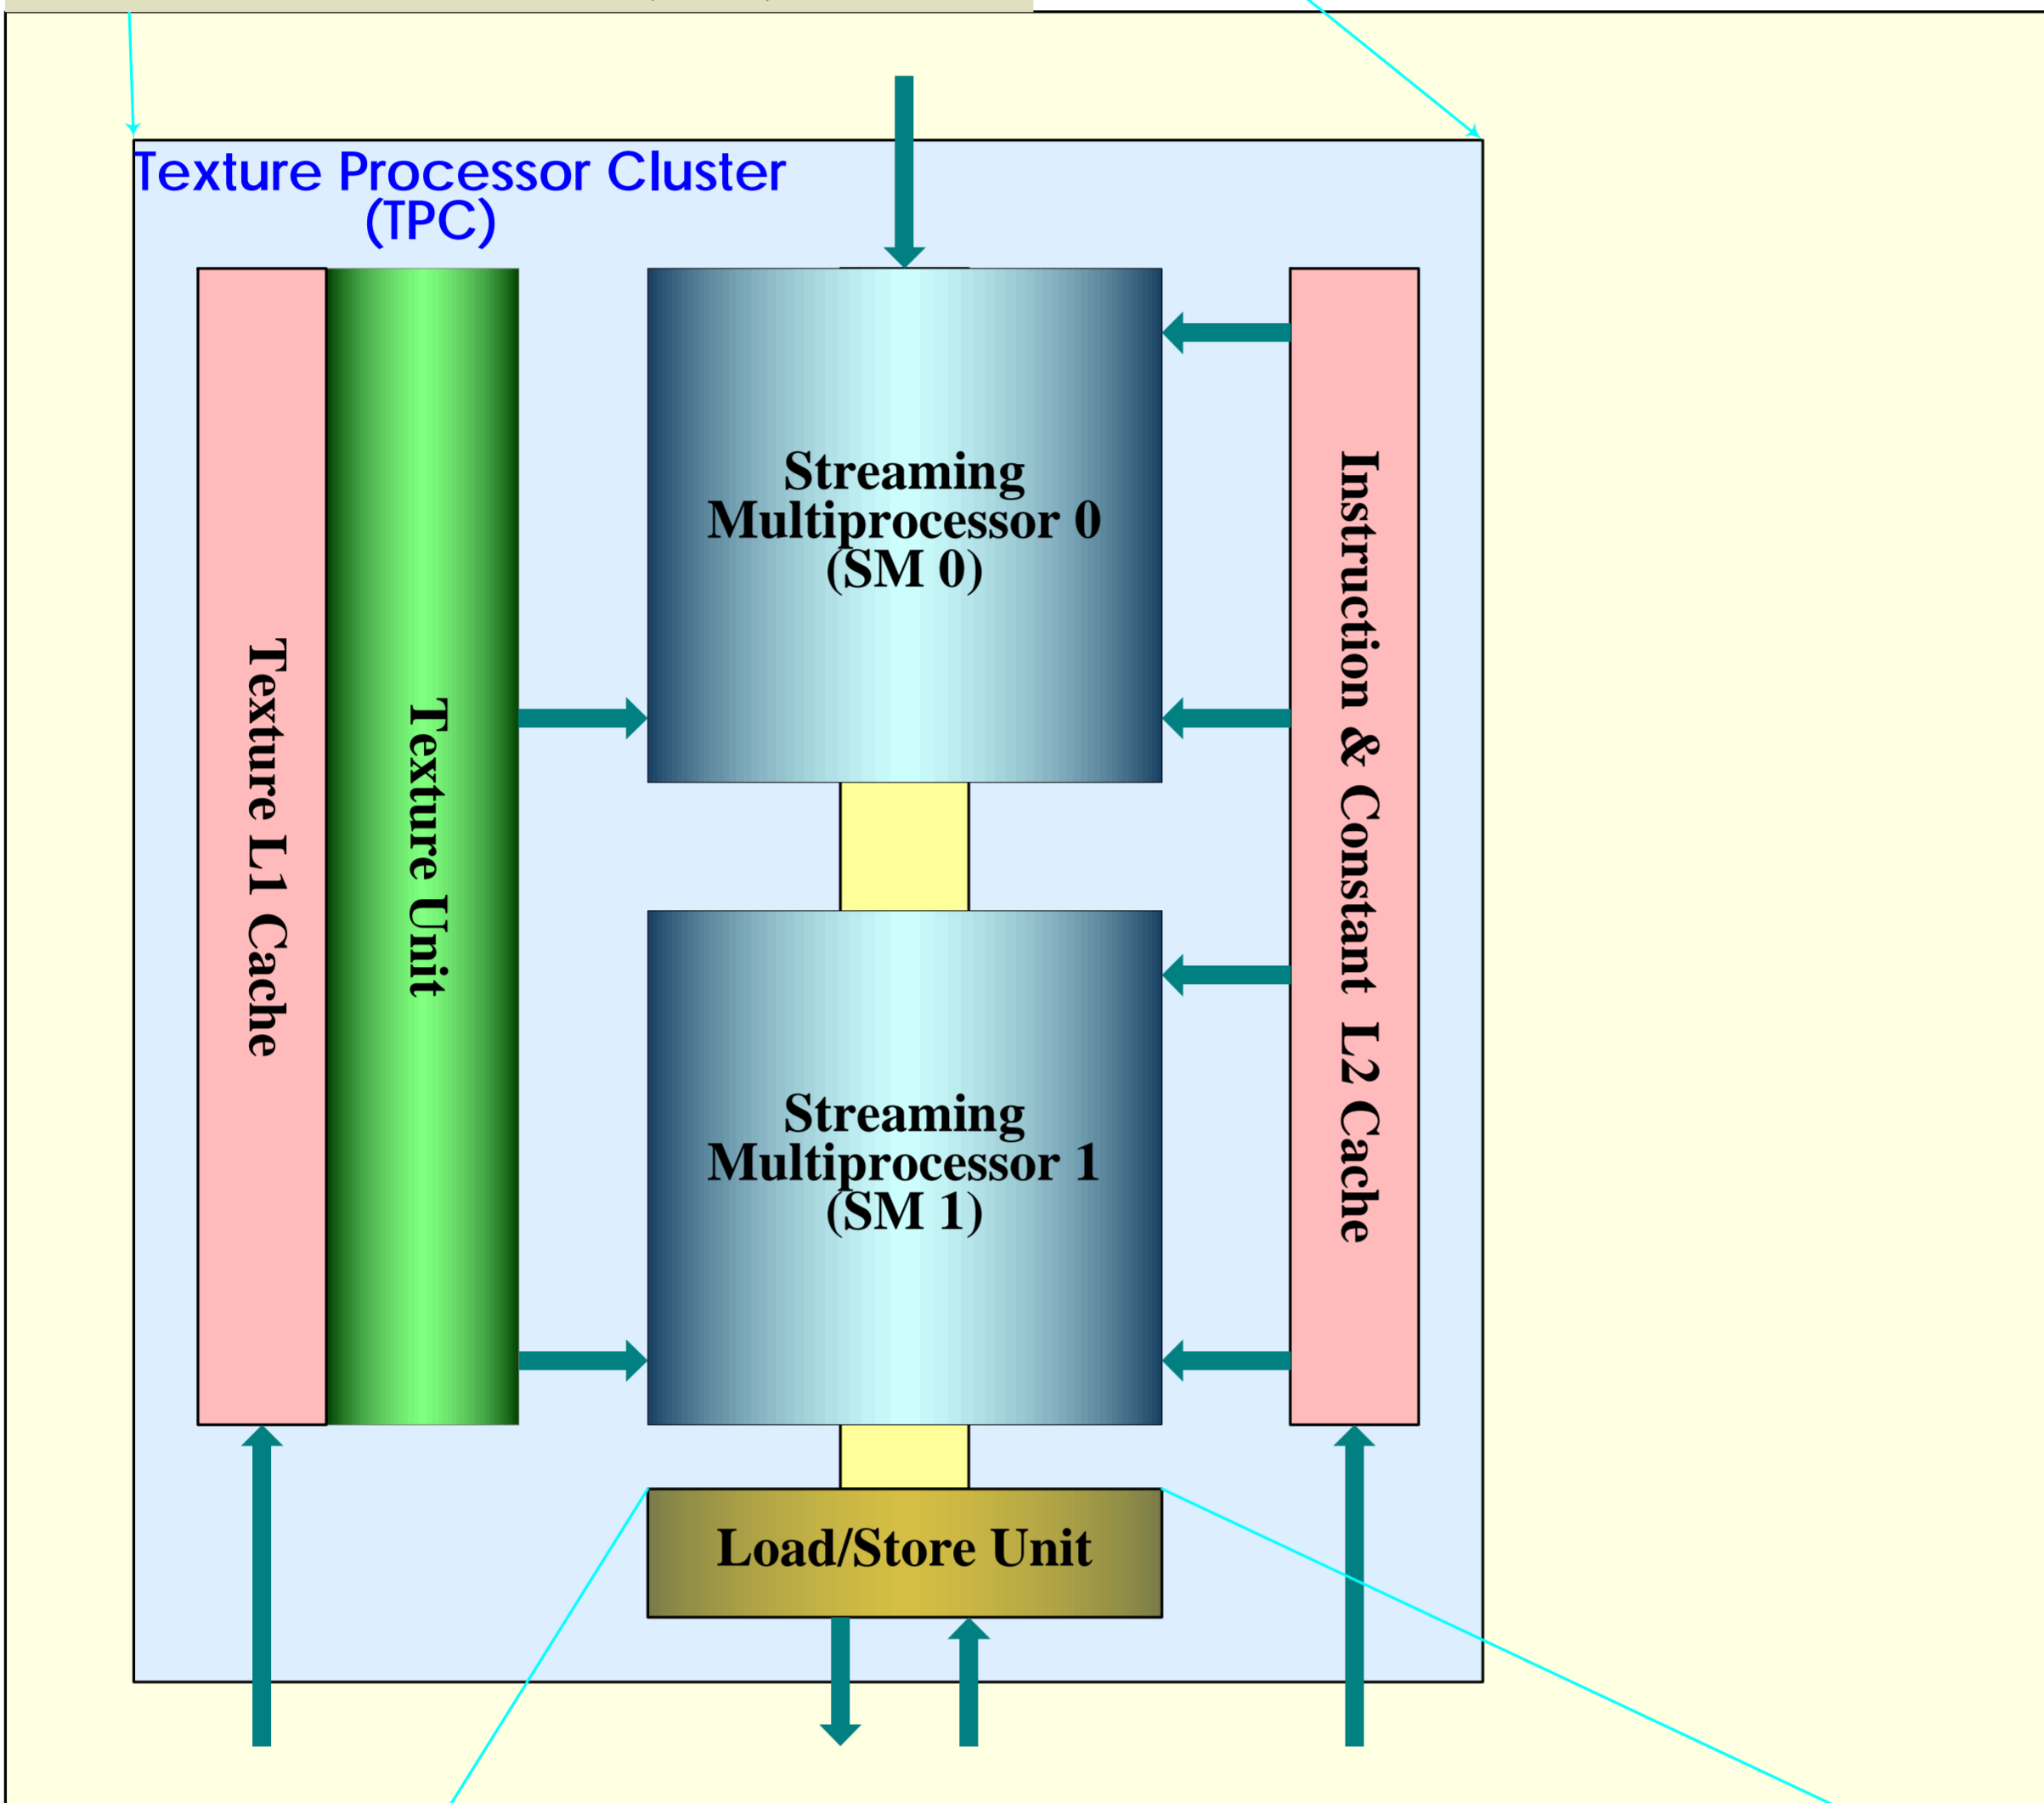 Texture Processor Cluster
(TPC)
Texture L1 Cache
Texture Unit
Streaming
Multiprocessor 0
(SM 0)
Instruction & Constant L2 Cache
Streaming
Multiprocessor 1
(SM 1)
Load/Store Unit